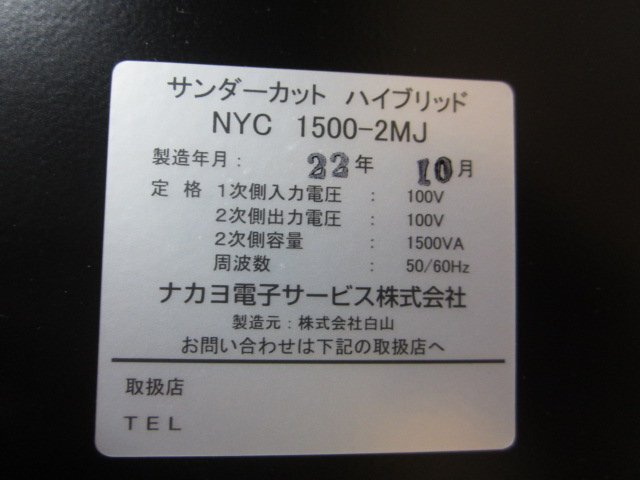 サンダーカット ハイブリッド
NYC 1500-2MJ
製造年月： 22年 10月
定 格 1次側入力電圧 ： 100V
2次側出力電圧 ： 100V
2次側容量 ： 1500VA
周波数 ： 50/60Hz
ナカヨ電子サービス株式会社
製造元：株式会社白山
お問い合わせは下記の取扱店へ
取扱店
TEL